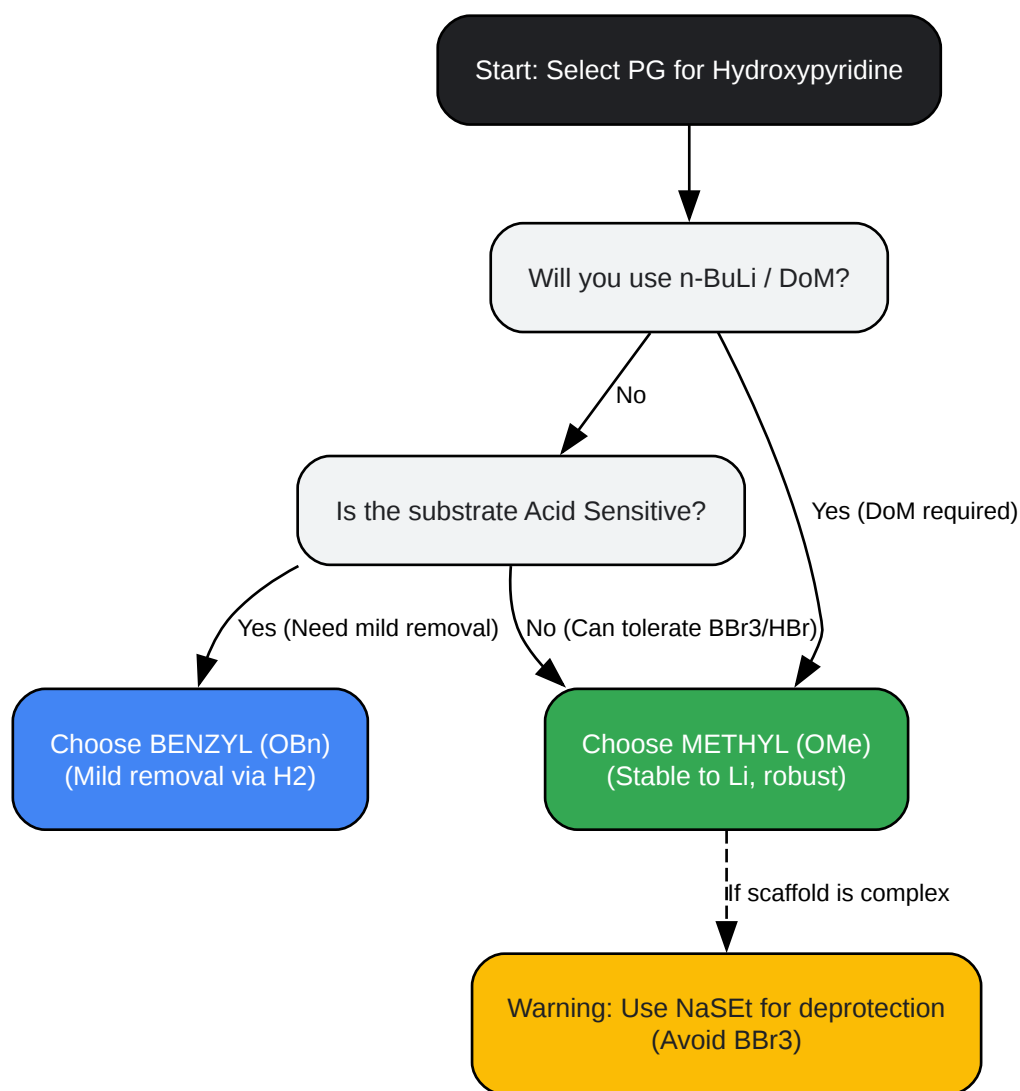 Start: Select PG for Hydroxypyridine
Will you use n-BuLi / DoM?
No
Is the substrate Acid Sensitive?
Yes (DoM required)
Yes (Need mild removal)
No (Can tolerate BBr3/HBr)
Choose BENZYL (OBn)
(Mild removal via H2)
Choose METHYL (OMe)
(Stable to Li, robust)
If scaffold is complex
Warning: Use NaSEt for deprotection
(Avoid BBr3)